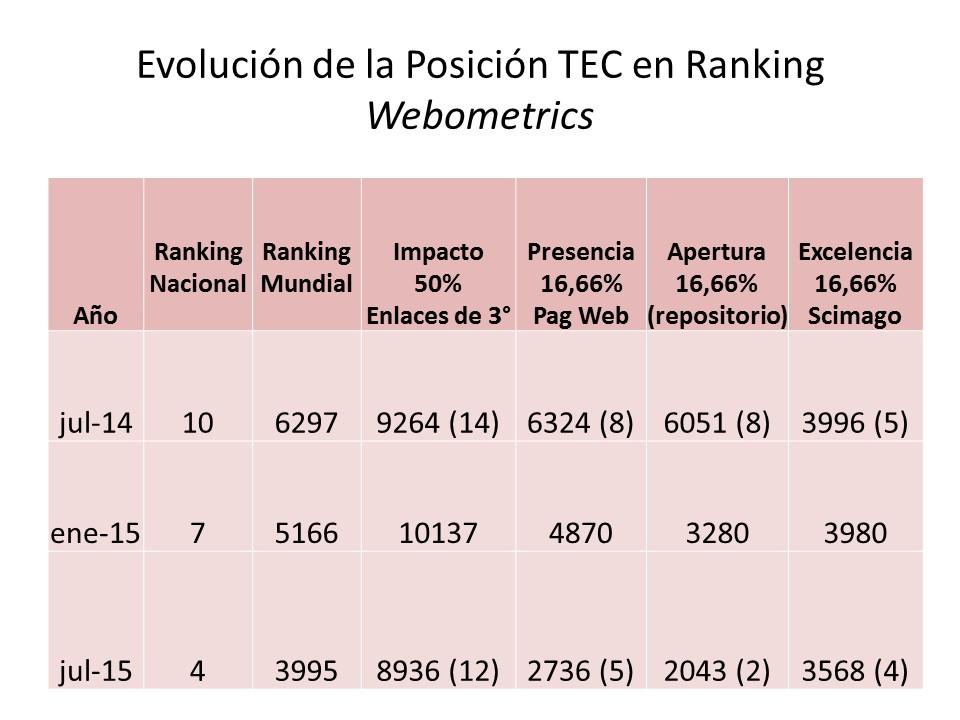 Evolución de la Posición TEC en Ranking
Webometrics
Año Ranking Nacional Ranking Mundial Impacto 50% Enlaces de 3° Presencia 16,66% Pag Web Apertura 16,66% (repositorio) Excelencia 16,66% Scimago
jul-14 10 6297 9264 (14) 6324 (8) 6051 (8) 3996 (5)
ene-15 7 5166 10137 4870 3280 3980
jul-15 4 3995 8936 (12) 2736 (5) 2043 (2) 3568 (4)